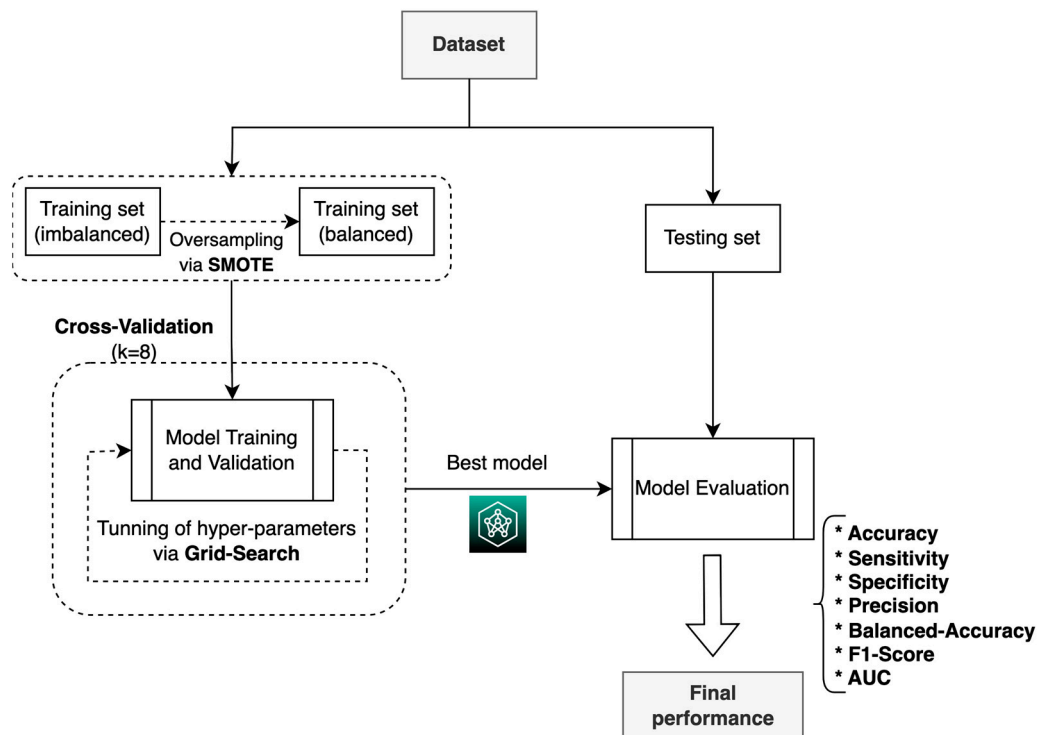 Dataset
Training set
(imbalanced)
Oversampling
via SMOTE
Training set
(balanced)
Testing set
Cross-Validation
(k=8)
Model Training
and Validation
Tunning of hyper-parameters
via Grid-Search
Best model
Model Evaluation
* Accuracy
* Sensitivity
* Specificity
* Precision
* Balanced-Accuracy
* F1-Score
* AUC
Final
performance